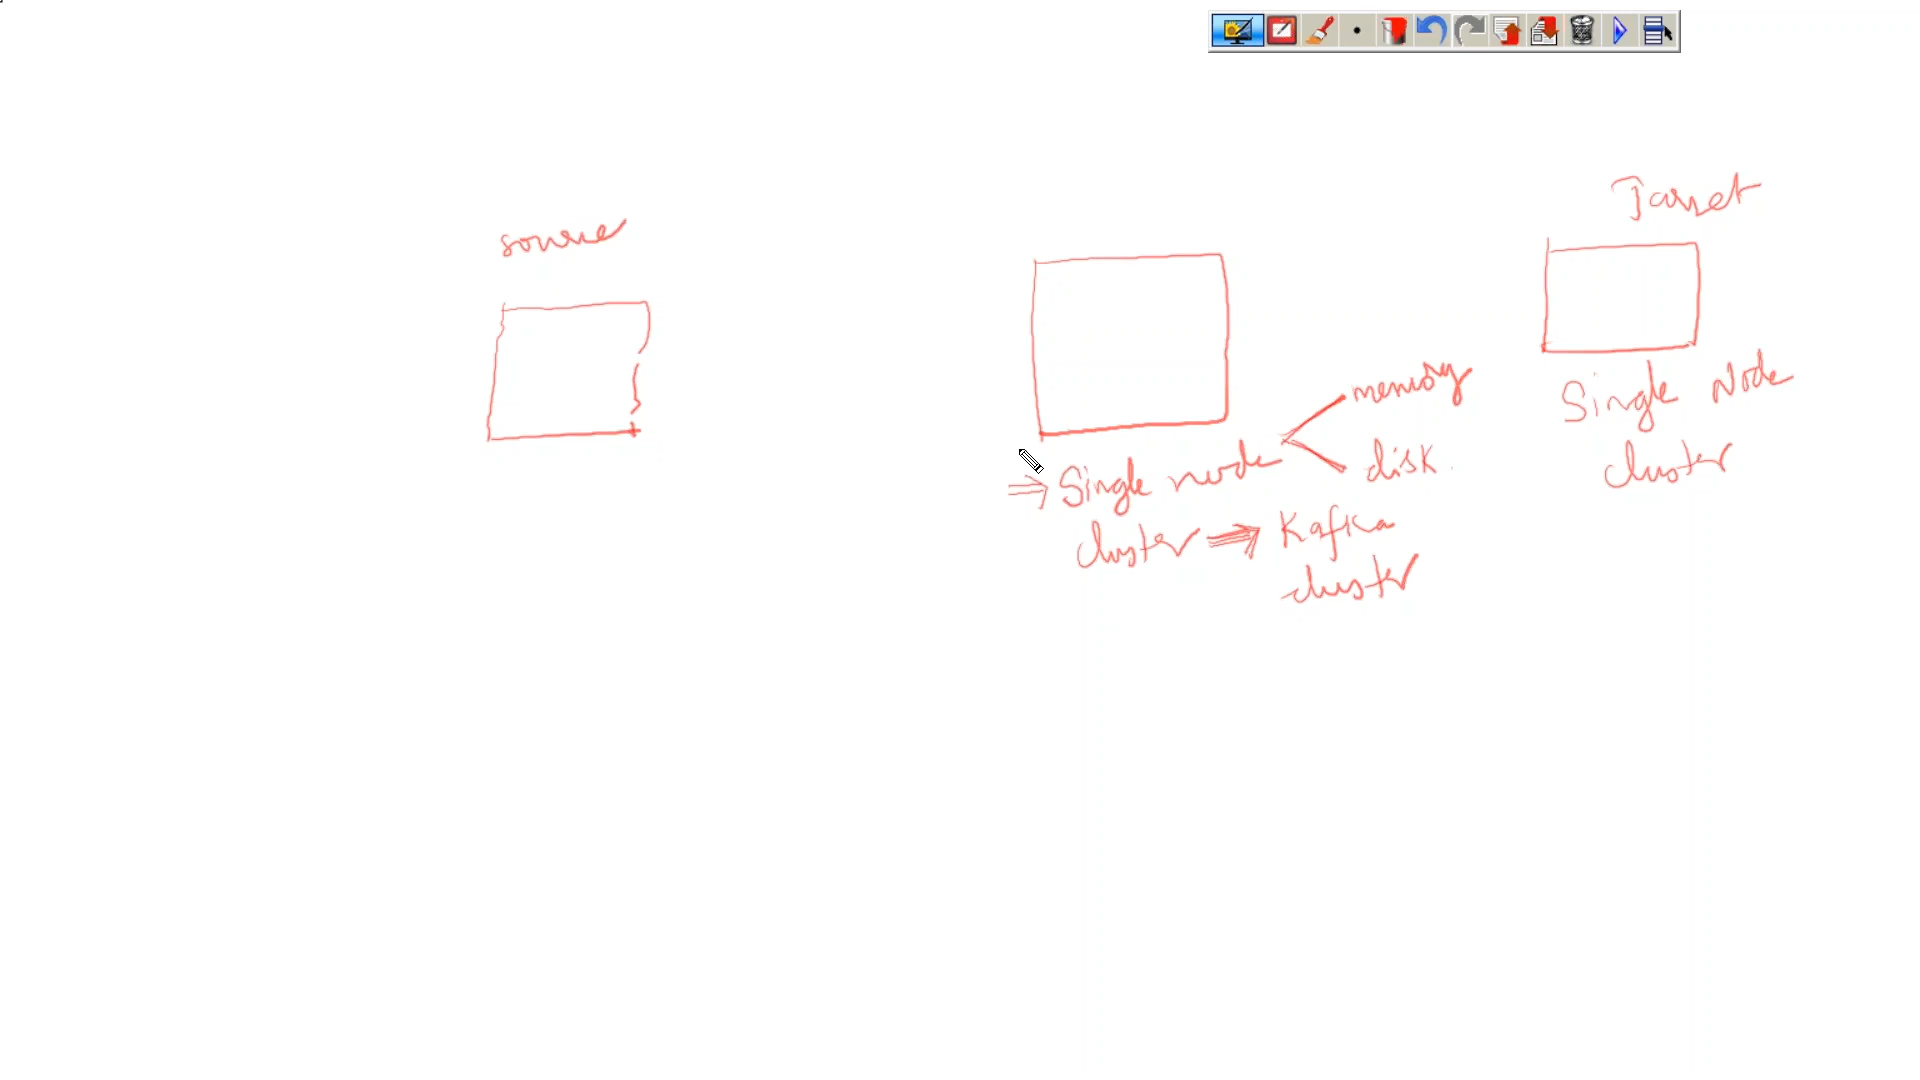 source
Target
memory
disk
Single node
cluster
Kafka
cluster
Single Node
cluster